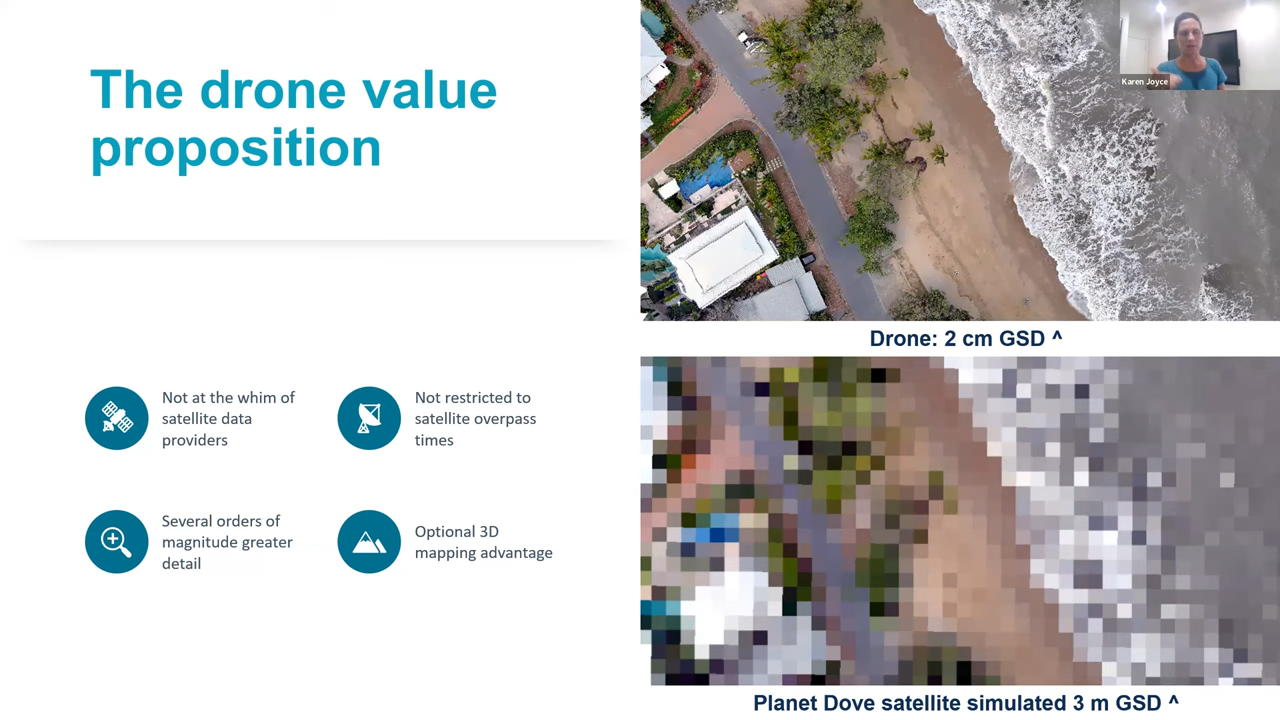 The drone value
proposition
Not at the whim of
satellite data
providers
Not restricted to
satellite overpass
times
Several orders of
magnitude greater
detail
Optional 3D
mapping advantage
Karen Joyce
Drone: 2 cm GSD ^
Planet Dove satellite simulated 3 m GSD ^